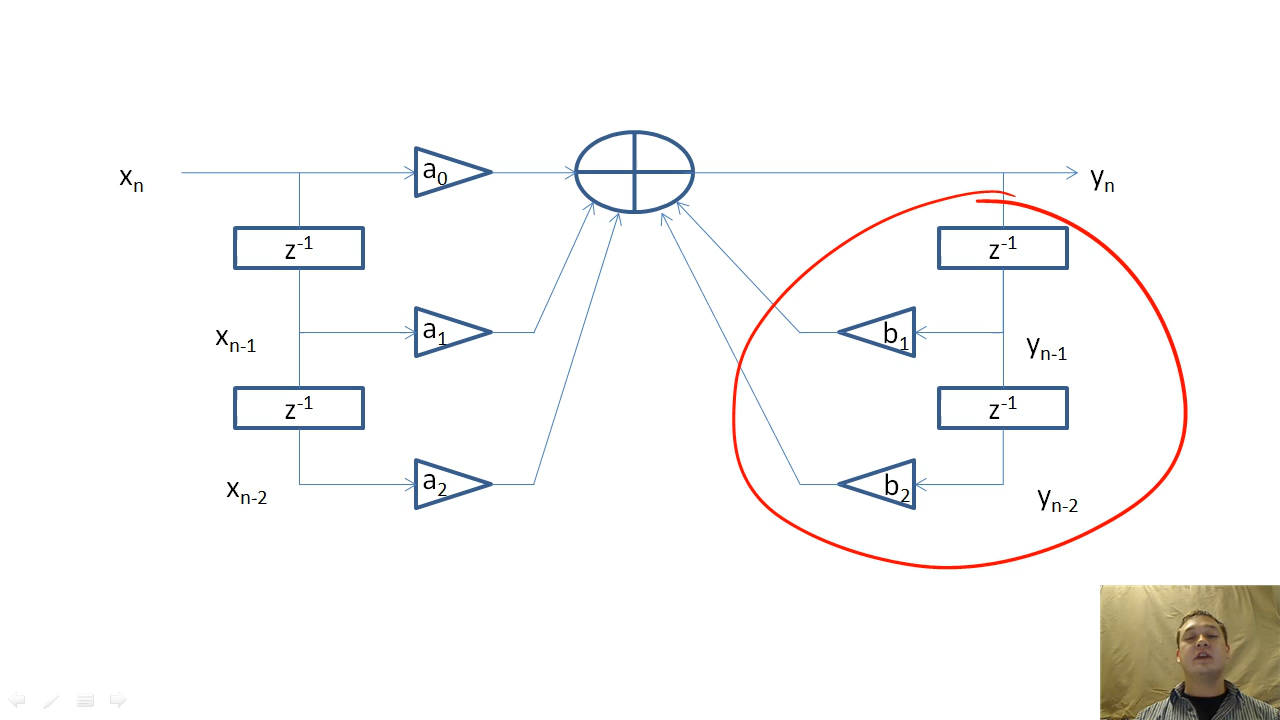 xn
a0
yn
z-1
z-1
xn-1
a1
b1
yn-1
z-1
z-1
xn-2
a2
b2
yn-2